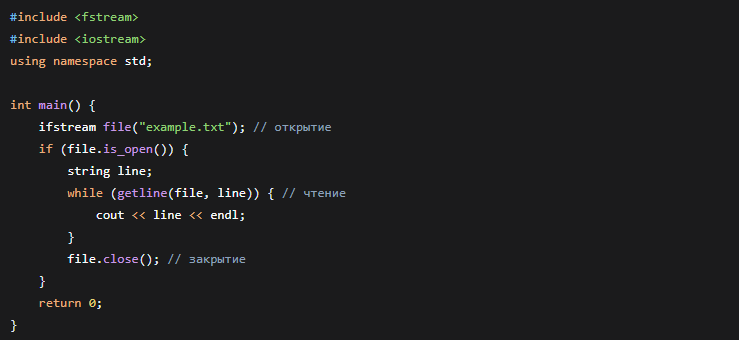 #include <fstream>
#include <iostream>
using namespace std;

int main() {
    ifstream file("example.txt"); // открытие
    if (file.is_open()) {
        string line;
        while (getline(file, line)) { // чтение
            cout << line << endl;
        }
        file.close(); // закрытие
    }
    return 0;
}